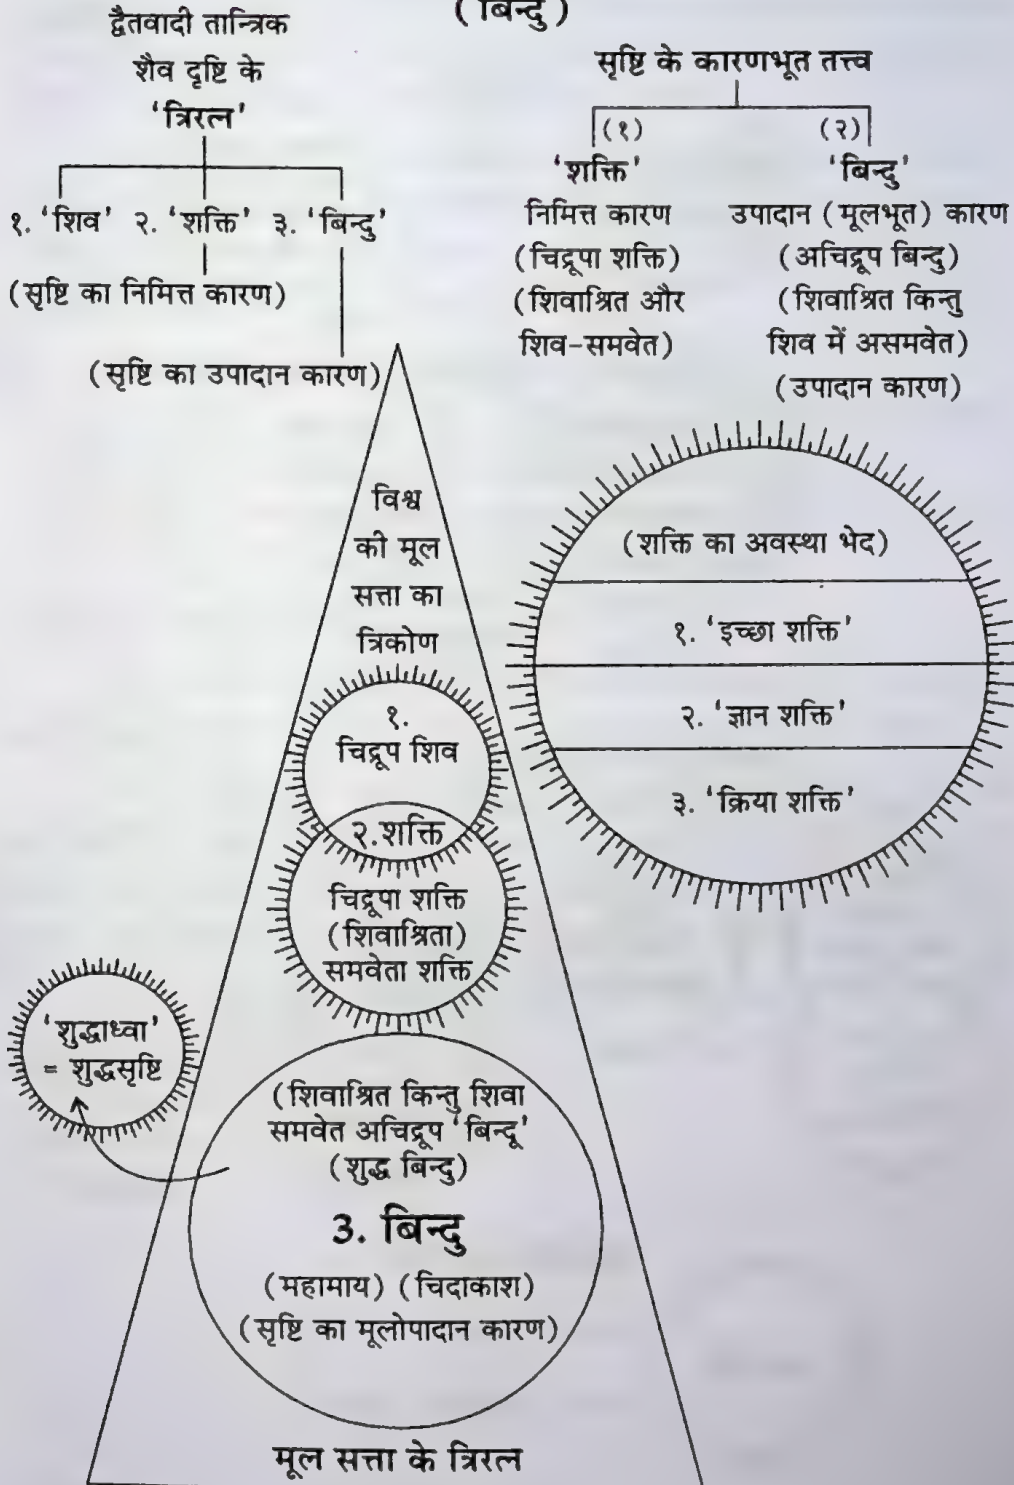 ( बिन्दु )
द्वैतवादी तान्त्रिक
शैव दृष्टि के
'त्रिरत्न'
१. 'शिव' २. 'शक्ति' ३. 'बिन्दु'
(सृष्टि का निमित्त कारण)
(सृष्टि का उपादान कारण)
सृष्टि के कारणभूत तत्त्व
(१)
'शक्ति'
निमित्त कारण
(चिद्रूपा शक्ति)
(शिवाश्रित और
शिव-समवेत)
(२)
'बिन्दु'
उपादान (मूलभूत) कारण
(अचिद्रूप बिन्दु)
(शिवाश्रित किन्तु
शिव में असमवेत)
(उपादान कारण)
विश्व
की मूल
सत्ता का
त्रिकोण
१.
चिद्रूप शिव
२.शक्ति
चिद्रूपा शक्ति
(शिवाश्रिता)
समवेता शक्ति
(शक्ति का अवस्था भेद)
१. 'इच्छा शक्ति'
२. 'ज्ञान शक्ति'
३. 'क्रिया शक्ति'
'शुद्धाध्वा'
= शुद्धसृष्टि
(शिवाश्रित किन्तु शिवा
समवेत अचिद्रूप 'बिन्दू'
(शुद्ध बिन्दु)
3. बिन्दु
(महामाय) (चिदाकाश)
(सृष्टि का मूलोपादान कारण)
मूल सत्ता के त्रिरत्न